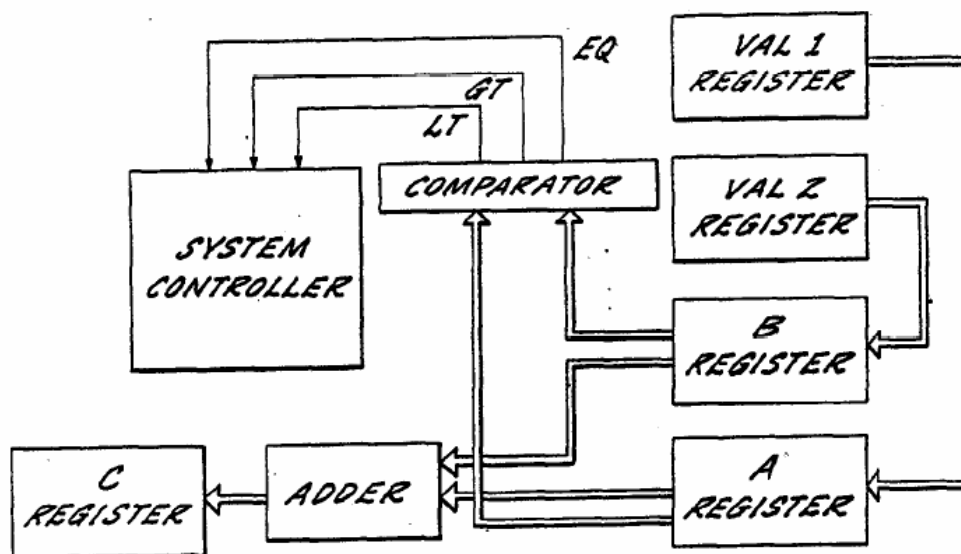 EQ
GT
LT
VAL 1
REGISTER
COMPARATOR
VAL 2
REGISTER
SYSTEM
CONTROLLER
B
REGISTER
C
REGISTER
ADDER
A
REGISTER